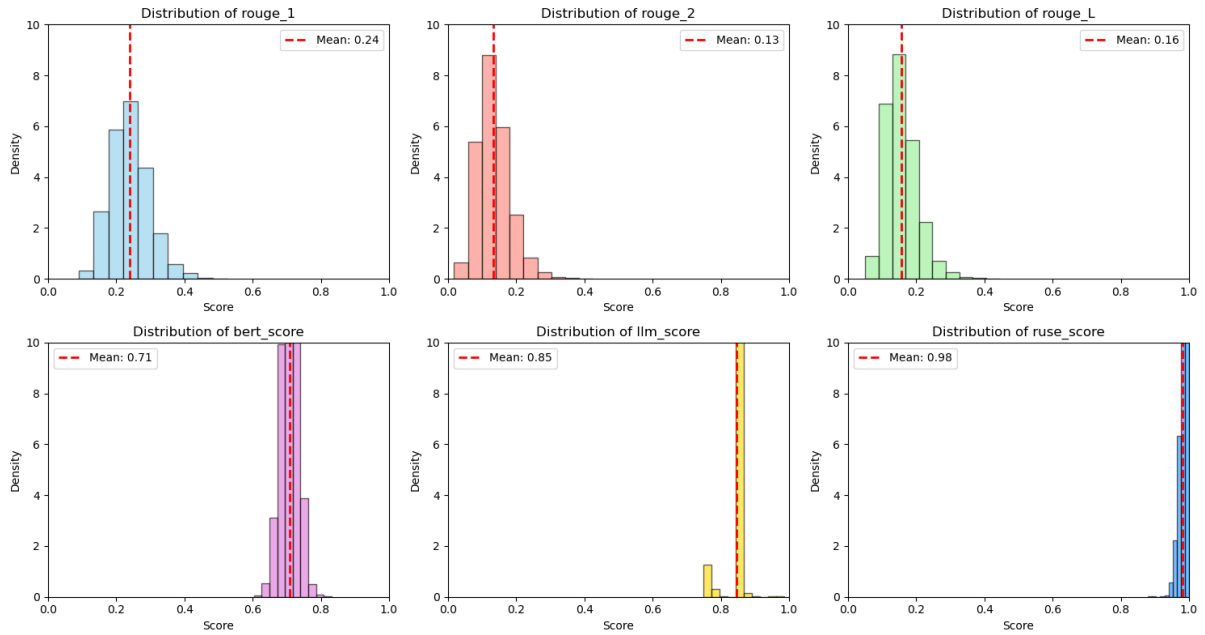 Distribution of rouge_1
Mean: 0.24
10
8
6
4
2
0
Density
0.0 0.2 0.4 0.6 0.8 1.0
Score
Distribution of rouge_2
Mean: 0.13
10
8
6
4
2
0
Density
0.0 0.2 0.4 0.6 0.8 1.0
Score
Distribution of rouge_L
Mean: 0.16
10
8
6
4
2
0
Density
0.0 0.2 0.4 0.6 0.8 1.0
Score
Distribution of bert_score
Mean: 0.71
10
8
6
4
2
0
Density
0.0 0.2 0.4 0.6 0.8 1.0
Score
Distribution of llm_score
Mean: 0.85
10
8
6
4
2
0
Density
0.0 0.2 0.4 0.6 0.8 1.0
Score
Distribution of ruse_score
Mean: 0.98
10
8
6
4
2
0
Density
0.0 0.2 0.4 0.6 0.8 1.0
Score